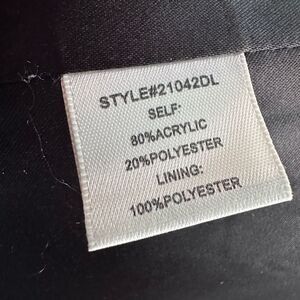 STYLE#21042DL
SELF:
80%ACRYLIC
20%POLYESTER
LINING:
100%POLYESTER